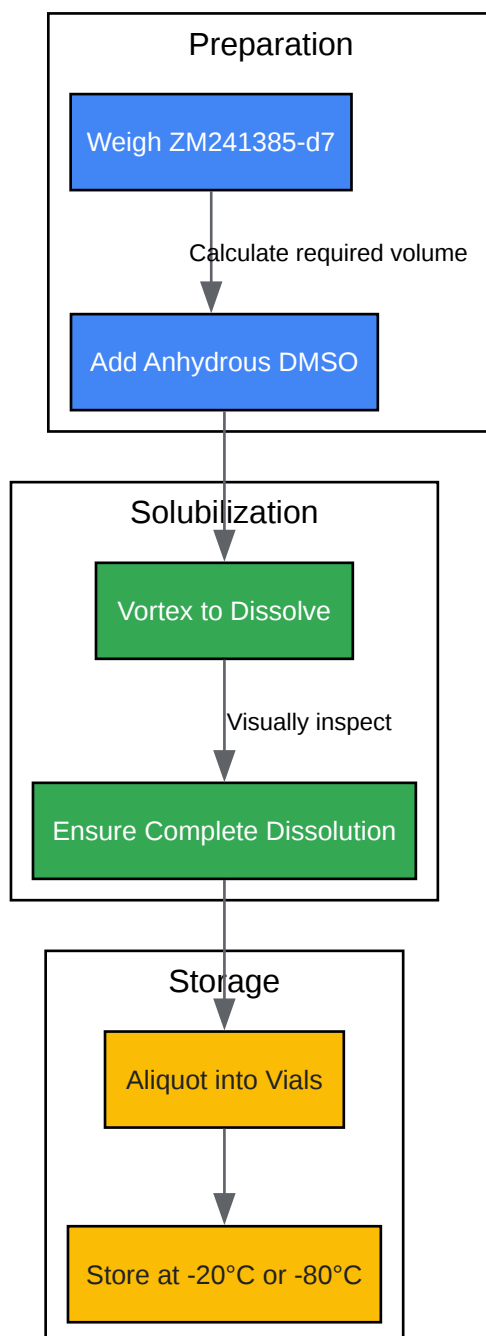 Preparation
Weigh ZM241385-d7
Calculate required volume
Add Anhydrous DMSO
Solubilization
Vortex to Dissolve
Visually inspect
Ensure Complete Dissolution
Storage
Aliquot into Vials
Store at -20°C or -80°C